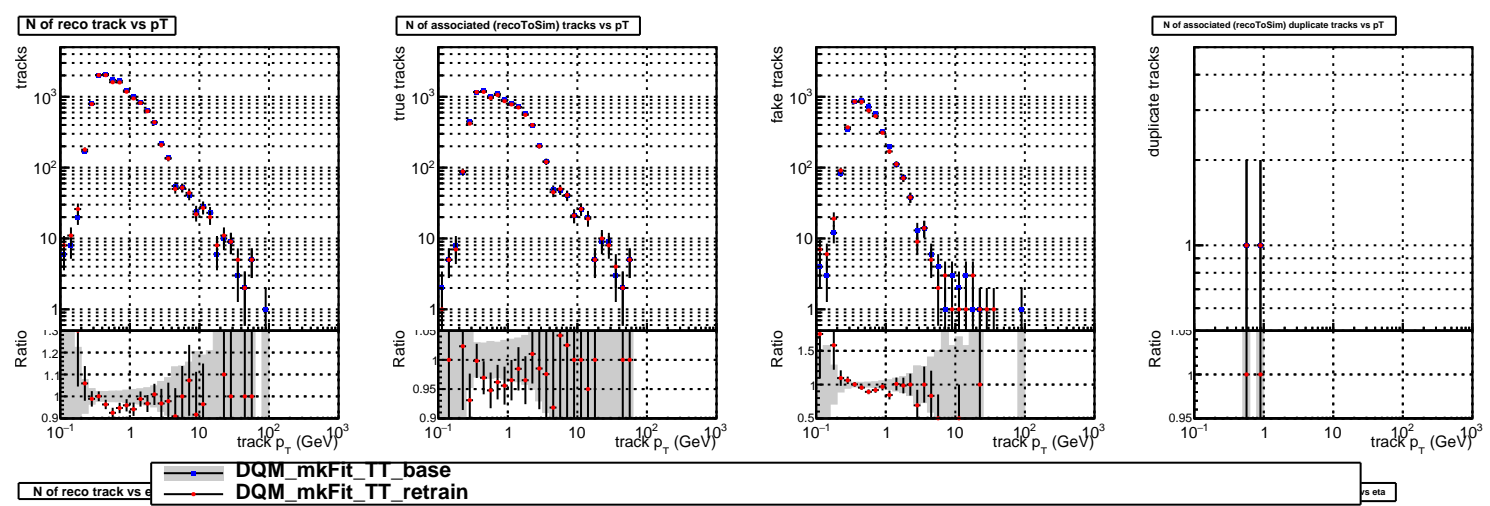 N of reco track vs pT
N of associated (recoToSim) tracks vs pT
N of associated (recoToSim) duplicate tracks vs pT
tracks
10³
10²
10
1
Ratio
1.3
1.2
1.1
1
0.9
10⁻¹ 1 10 10² 10³
track p_T (GeV)
true tracks
10³
10²
10
1
Ratio
1.05
1
0.95
0.9
10⁻¹ 1 10 10² 10³
track p_T (GeV)
fake tracks
10³
10²
10
1
Ratio
1.5
1
0.5
10⁻¹ 1 10 10² 10³
track p_T (GeV)
duplicate tracks
1
Ratio
1.05
1
0.95
10⁻¹ 1 10 10² 10³
track p_T (GeV)
DQM_mkFit_TT_base
DQM_mkFit_TT_retrain
N of reco track vs e
vs eta